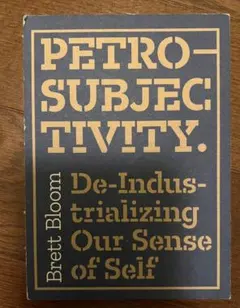 PETRO-
SUBJEC
TIVITY.
Brett Bloom
De-Indus-
trializing
Our Sense
of Self